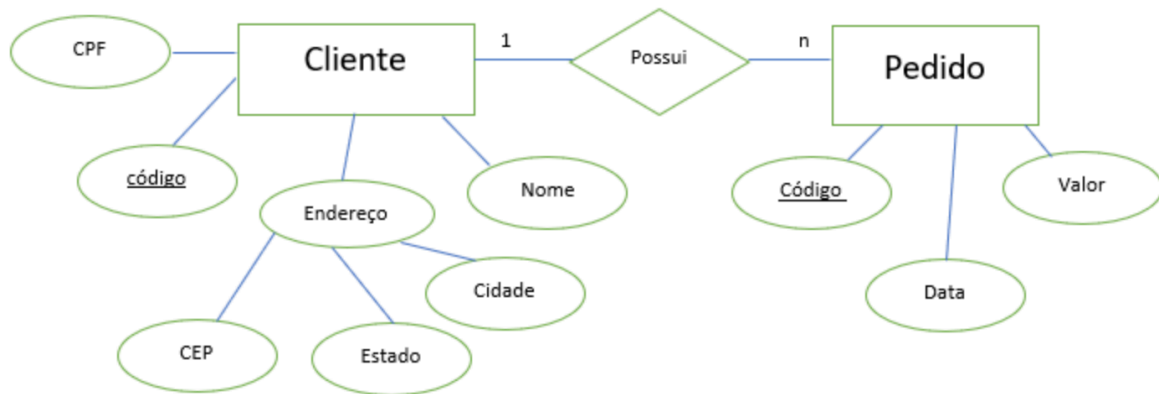 CPF
Cliente
1
Possui
n
Pedido
código
Endereço
Nome
Código
Valor
Cidade
Data
CEP
Estado